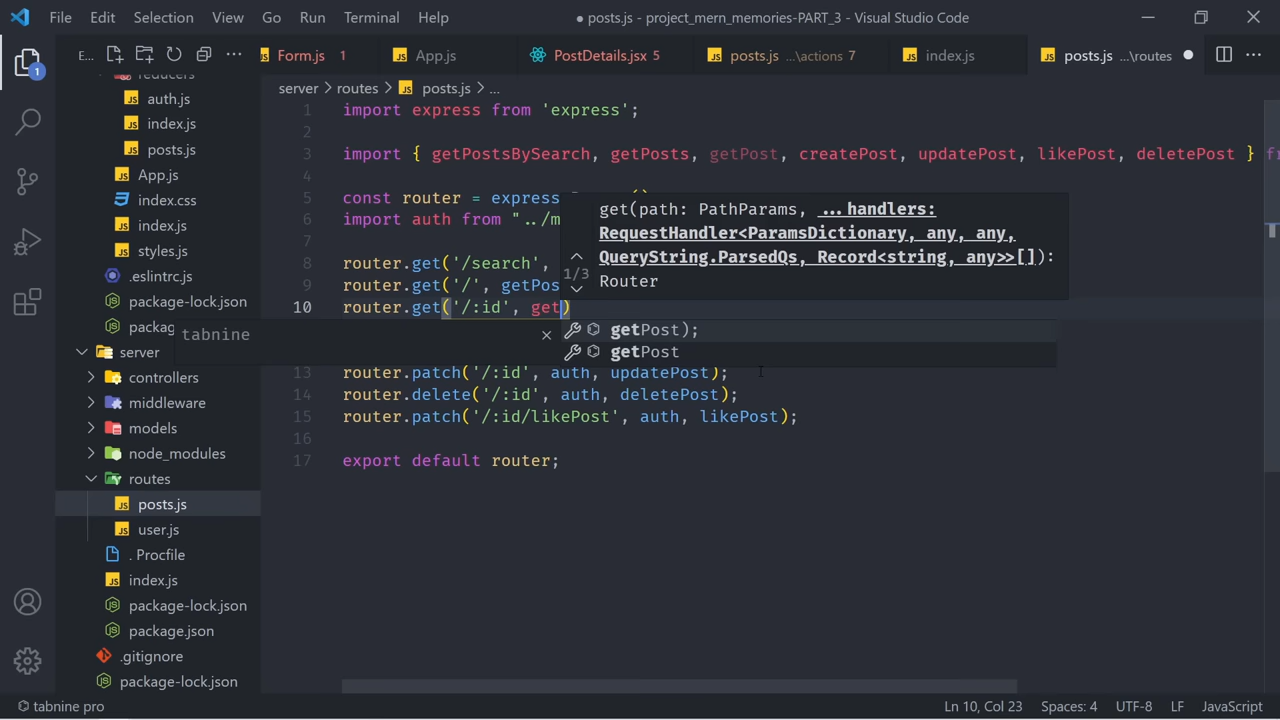 File Edit Selection View Go Run Terminal Help
● posts.js - project_mern_memories-PART_3 - Visual Studio Code
E... ...
Form.js 1 App.js PostDetails.jsx 5 posts.js ...\actions 7 index.js posts.js ...\routes ● ...
1
server > routes > posts.js > ...
reducers
auth.js
index.js
posts.js
App.js
index.css
index.js
styles.js
.eslintrc.js
package-lock.json
packag
server
controllers
middleware
models
node_modules
routes
posts.js
user.js
. Procfile
index.js
package-lock.json
package.json
.gitignore
package-lock.json
1 import express from 'express';
2
3 import { getPostsBySearch, getPosts, getPost, createPost, updatePost, likePost, deletePost } fr
4
5 const router = express
6 import auth from "../m
7
8 router.get('/search',
9 router.get('/', getPos
10 router.get('/:id', get)
13 router.patch('/:id', auth, updatePost);
14 router.delete('/:id', auth, deletePost);
15 router.patch('/:id/likePost', auth, likePost);
16
17 export default router;
get(path: PathParams, ...handlers:
RequestHandler<ParamsDictionary, any, any,
QueryString.ParsedQs, Record<string, any>>[]):
Router
1/3
tabnine ×
getPost);
getPost
tabnine pro
Ln 10, Col 23 Spaces: 4 UTF-8 LF JavaScript